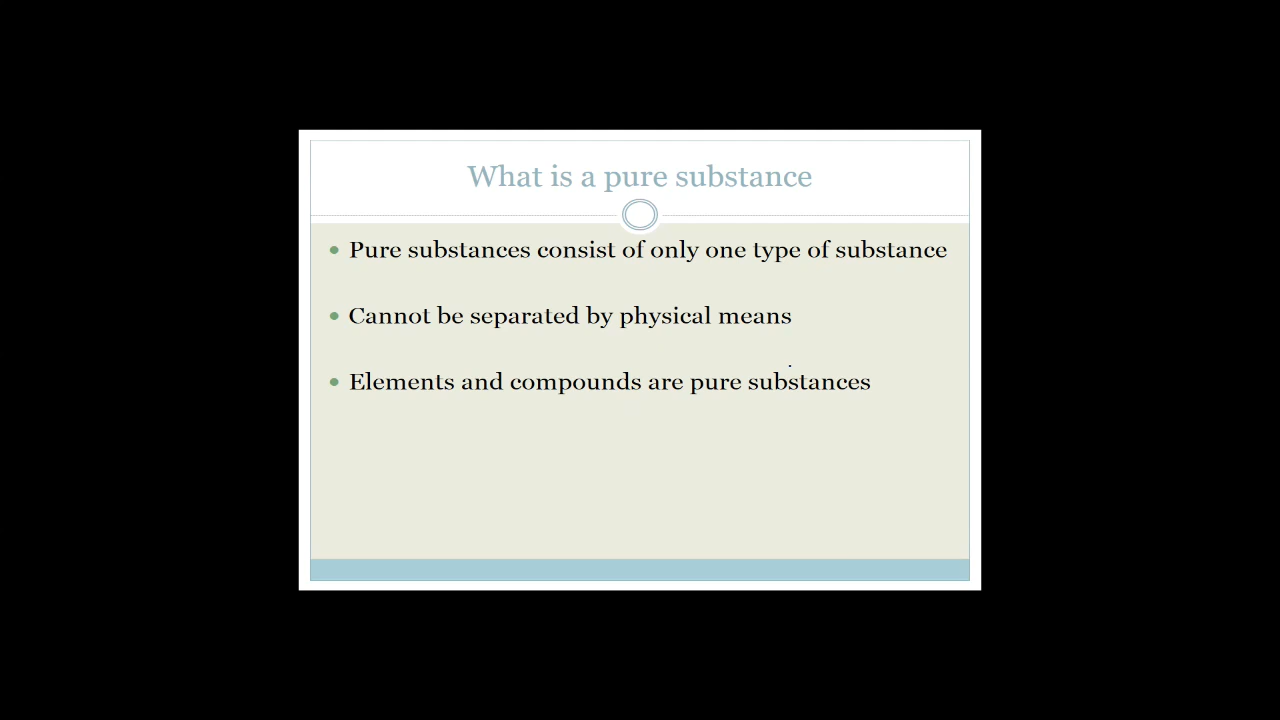 What is a pure substance
• Pure substances consist of only one type of substance
• Cannot be separated by physical means
• Elements and compounds are pure substances